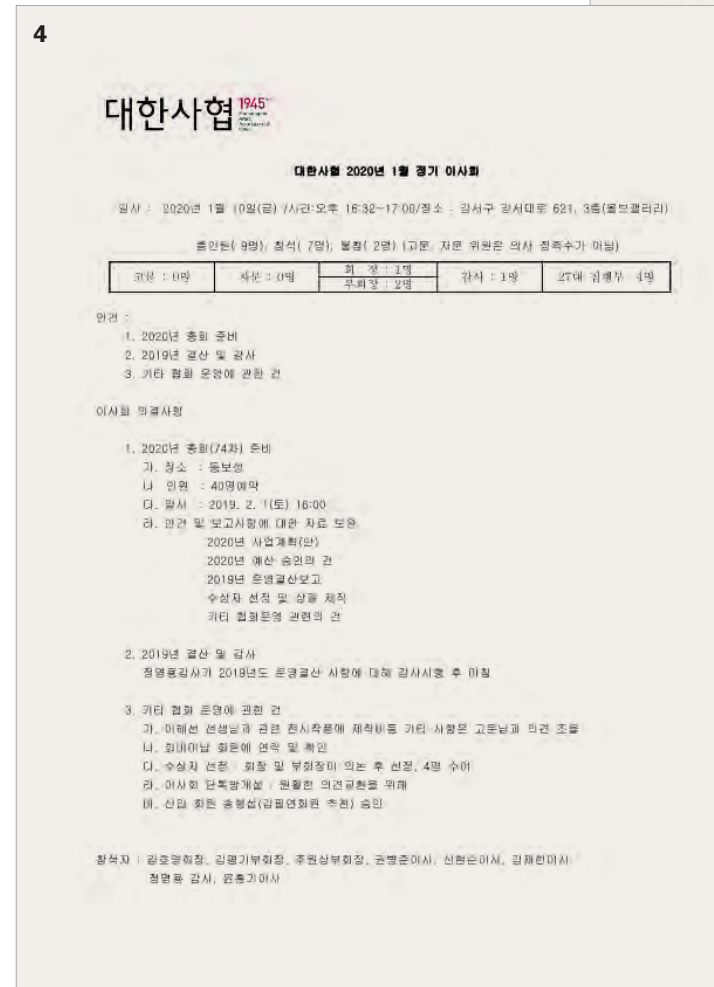 4
대한사협 1945
대한사협 2020년 1월 정기 이사회
일시 : 2020년 1월 10일(금) /시간:오후 16:32~17:00/장소 : 강서구 강서대로 621, 3층(올보갤러리)
총인원( 9명), 참석( 7명), 불참( 2명) (고문, 자문 위원은 의사 정족수가 아님)
고문 : 0명 자문 : 0명 회 장 : 1명 감사 : 1명 27대 집행부 4명
부회장 : 2명
안건 :
1. 2020년 총회 준비
2. 2019년 결산 및 감사
3. 기타 협회 운영에 관한 건
이사회 의결사항
1. 2020년 총회(74차) 준비
가. 장소 : 동보성
나. 인원 : 40명예약
다. 일시 : 2019. 2. 1(토) 16:00
라. 안건 및 보고사항에 대한 자료 보완
2020년 사업계획(안)
2020년 예산 승인의 건
2019년 운영결산보고
수상자 선정 및 상패 제작
기타 협회운영 관련의 건
2. 2019년 결산 및 감사
정명용감사가 2019년도 운영결산 사항에 대해 감사시행 후 마침
3. 기타 협회 운영에 관한 건
가. 이해선 선생님과 관련 전시작품에 제작비등 기타 사항은 고문님과 의견 조율
나. 회비미납 회원에 연락 및 확인
다. 수상자 선정 : 회장 및 부회장이 의논 후 선정, 4명 수여
라. 이사회 단톡방개설 : 원활한 의견교환을 위해
마. 신입 회원 송형섭(김필연회원 추천) 승인
참석자 : 김호영회장, 김평기부회장, 추원상부회장, 권병준이사, 신현순이사, 김채련이사
정명용 감사, 윤홍기이사